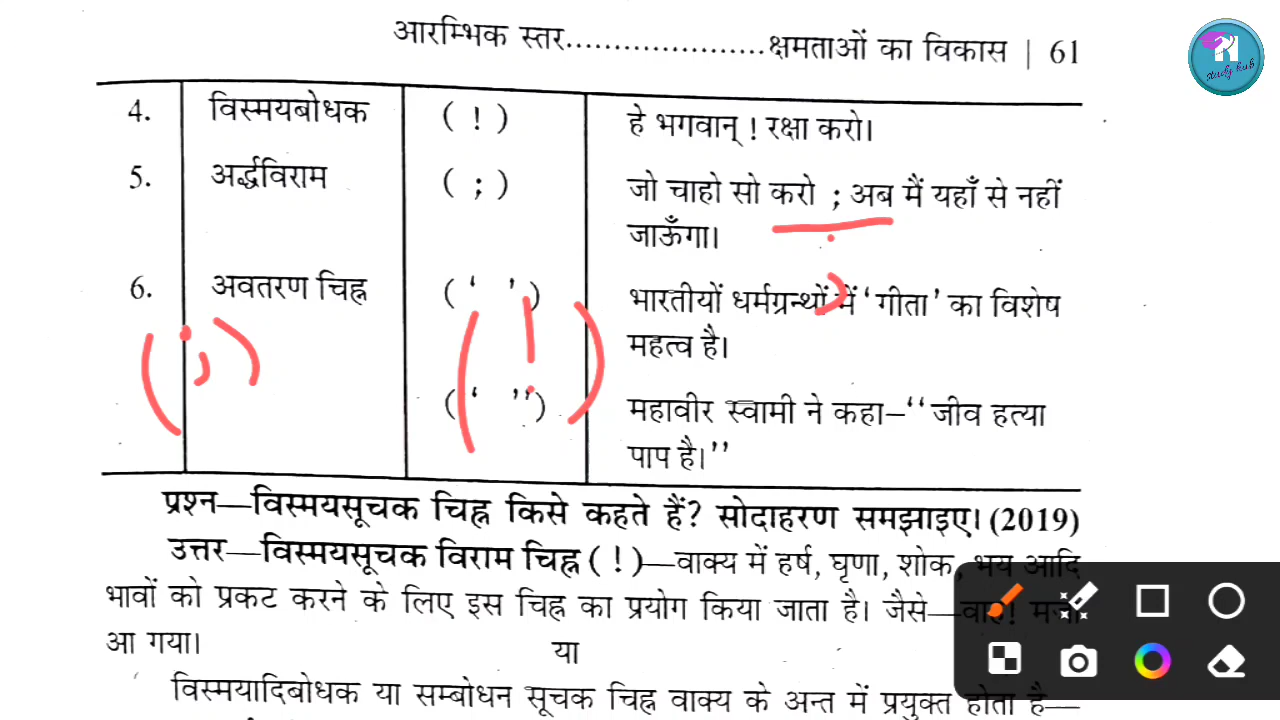 आरम्भिक स्तर.....................क्षमताओं का विकास | 61
4. विस्मयबोधक ( ! ) हे भगवान् ! रक्षा करो।
5. अर्द्धविराम ( ; ) जो चाहो सो करो ; अब मैं यहाँ से नहीं
जाऊँगा।
6. अवतरण चिह्न (‘ ’) भारतीयों धर्मग्रन्थों में ‘गीता’ का विशेष
महत्व है।
(‘ ’’) महावीर स्वामी ने कहा–‘‘जीव हत्या
पाप है।’’
प्रश्न—विस्मयसूचक चिह्न किसे कहते हैं? सोदाहरण समझाइए। (2019)
उत्तर—विस्मयसूचक विराम चिह्न ( ! )—वाक्य में हर्ष, घृणा, शोक, भय आदि
भावों को प्रकट करने के लिए इस चिह्न का प्रयोग किया जाता है। जैसे—वाह! मजा
आ गया।
या
विस्मयादिबोधक या सम्बोधन सूचक चिह्न वाक्य के अन्त में प्रयुक्त होता है—
N
study hub